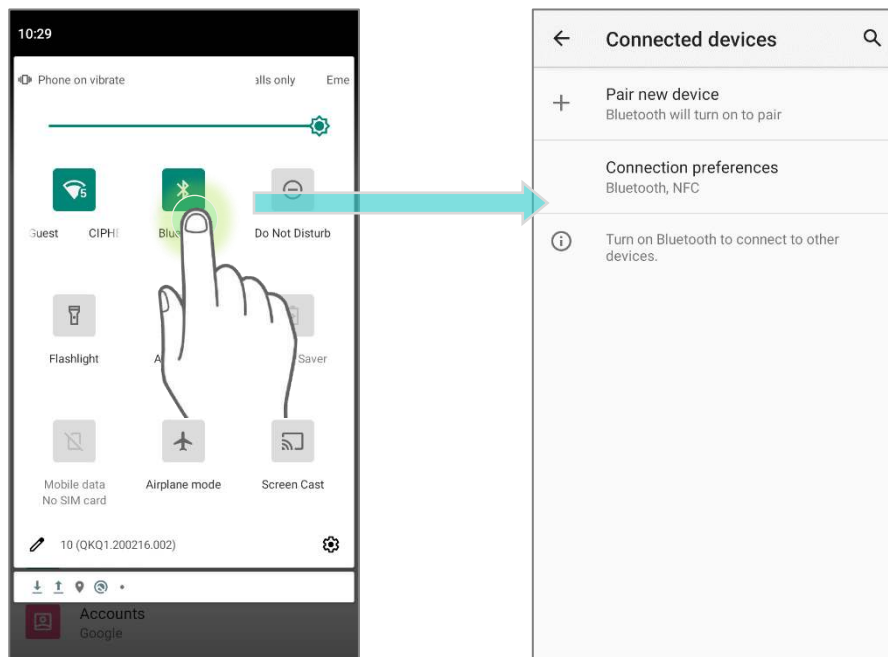 10:29
Phone on vibrate
alls only
Eme
5
Guest
CIPH
Blue
Do Not Disturb
Flashlight
A
Saver
Mobile data
No SIM card
Airplane mode
Screen Cast
10 (QKQ1.200216.002)
Accounts
Google
Connected devices
Pair new device
Bluetooth will turn on to pair
Connection preferences
Bluetooth, NFC
Turn on Bluetooth to connect to other
devices.